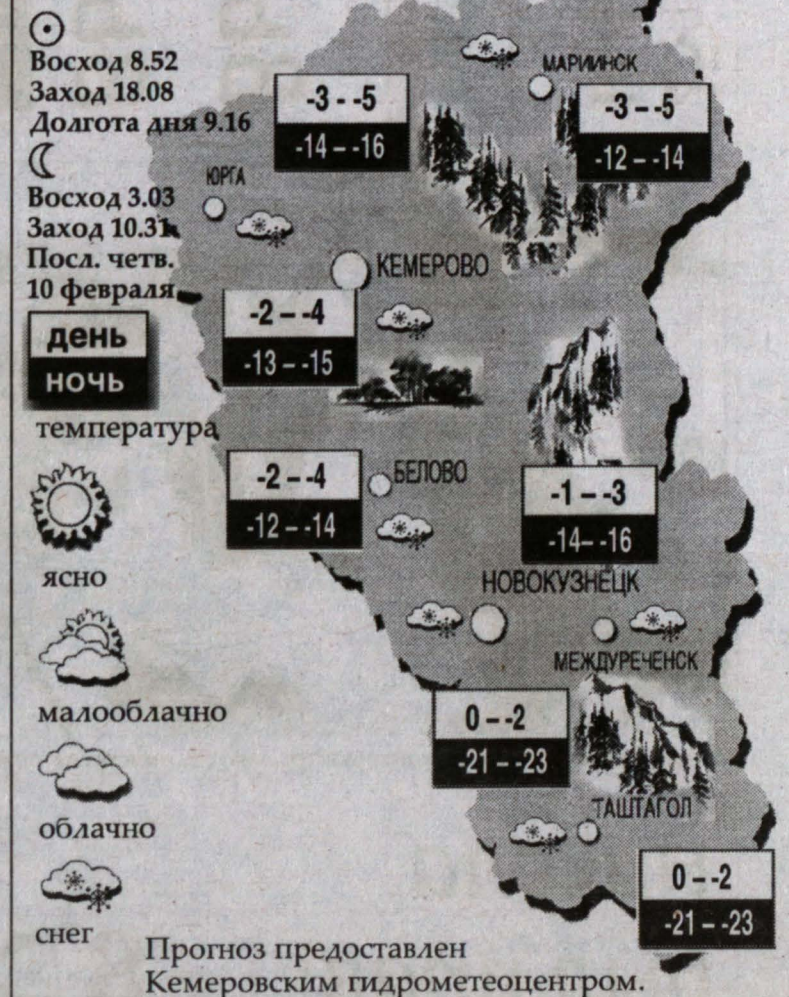 Восход 8.52
Заход 18.08
Долгота дня 9.16
Восход 3.03
Заход 10.31
Посл. четв.
10 февраля
день
ночь
температура
ясно
малооблачно
облачно
снег
МАРИИНСК
-3 - -5
-14 – -16
-3 – -5
-12 – -14
ЮРГА
КЕМЕРОВО
-2 – -4
-13 – -15
БЕЛОВО
-2 – -4
-12 – -14
-1 – -3
-14– -16
НОВОКУЗНЕЦК
МЕЖДУРЕЧЕНСК
0 – -2
-21 – -23
ТАШТАГОЛ
0 – -2
-21 – -23
Прогноз предоставлен
Кемеровским гидрометеоцентром.